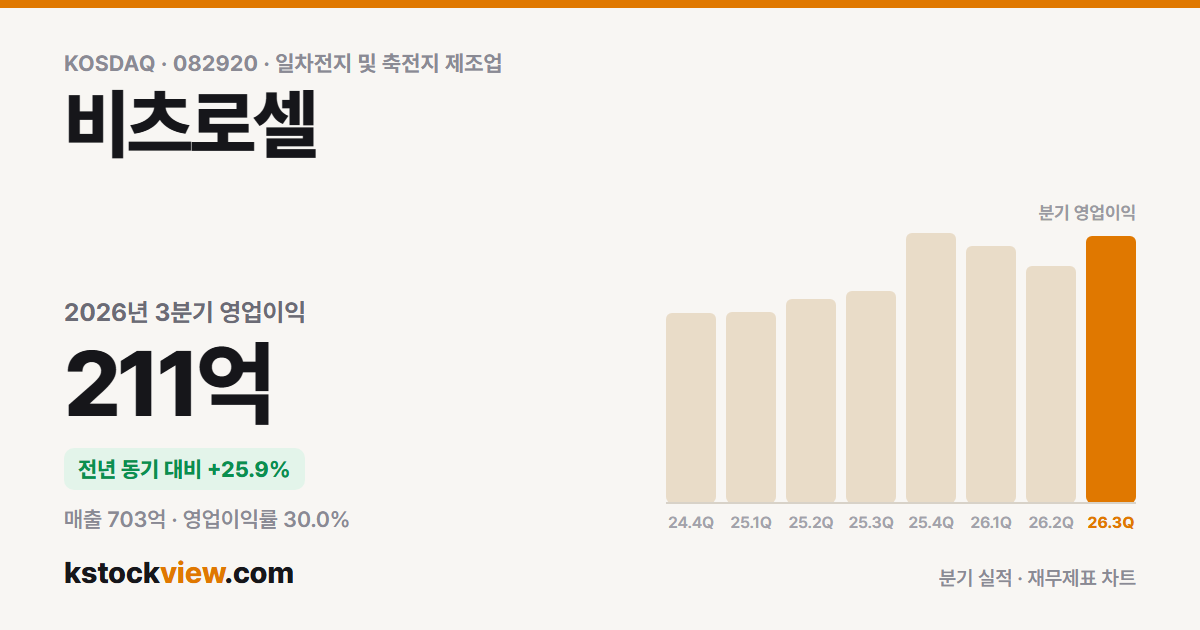 KOSDAQ · 082920 · 일차전지 및 축전지 제조업
비츠로셀
분기 영업이익
2026년 3분기 영업이익
211억
전년 동기 대비 +25.9%
매출 703억 · 영업이익률 30.0%
24.4Q 25.1Q 25.2Q 25.3Q 25.4Q 26.1Q 26.2Q 26.3Q
kstockview.com
분기 실적 · 재무제표 차트